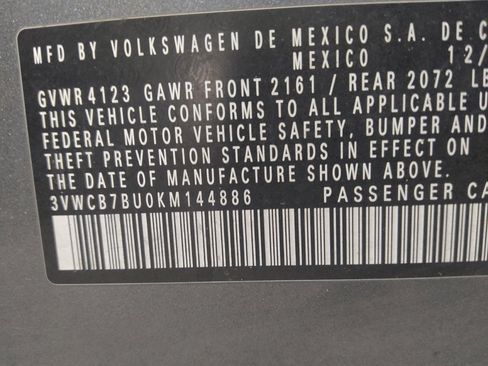 MFD BY VOLKSWAGEN DE MEXICO S.A. DE C
MEXICO 12/
GVWR 4123 GAWR FRONT 2161 / REAR 2072 LB
THIS VEHICLE CONFORMS TO ALL APPLICABLE U
FEDERAL MOTOR VEHICLE SAFETY, BUMPER AND
THEFT PREVENTION STANDARDS IN EFFECT ON
THE DATE OF MANUFACTURE SHOWN ABOVE.
3VWCB7BU0KM144886 PASSENGER CA